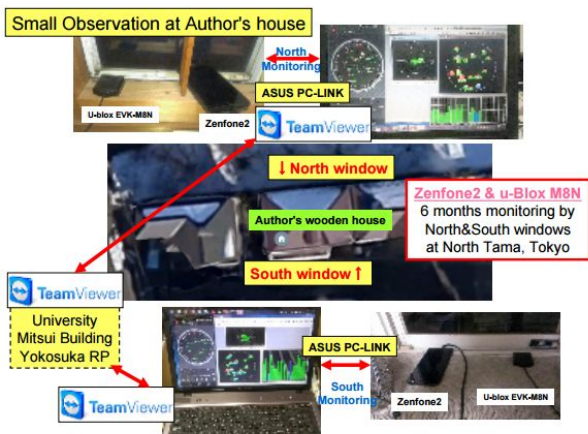 Small Observation at Author's house
North
Monitoring
U-blox EVK-M8N
Zenfone2
ASUS PC-LINK
TeamViewer
↓ North window
Author's wooden house
South window ↑
Zenfone2 & u-Blox M8N
6 months monitoring by
North&South windows
at North Tama, Tokyo
TeamViewer
University
Mitsui Building
Yokosuka RP
TeamViewer
ASUS PC-LINK
South
Monitoring
Zenfone2
U-blox EVK-M8N